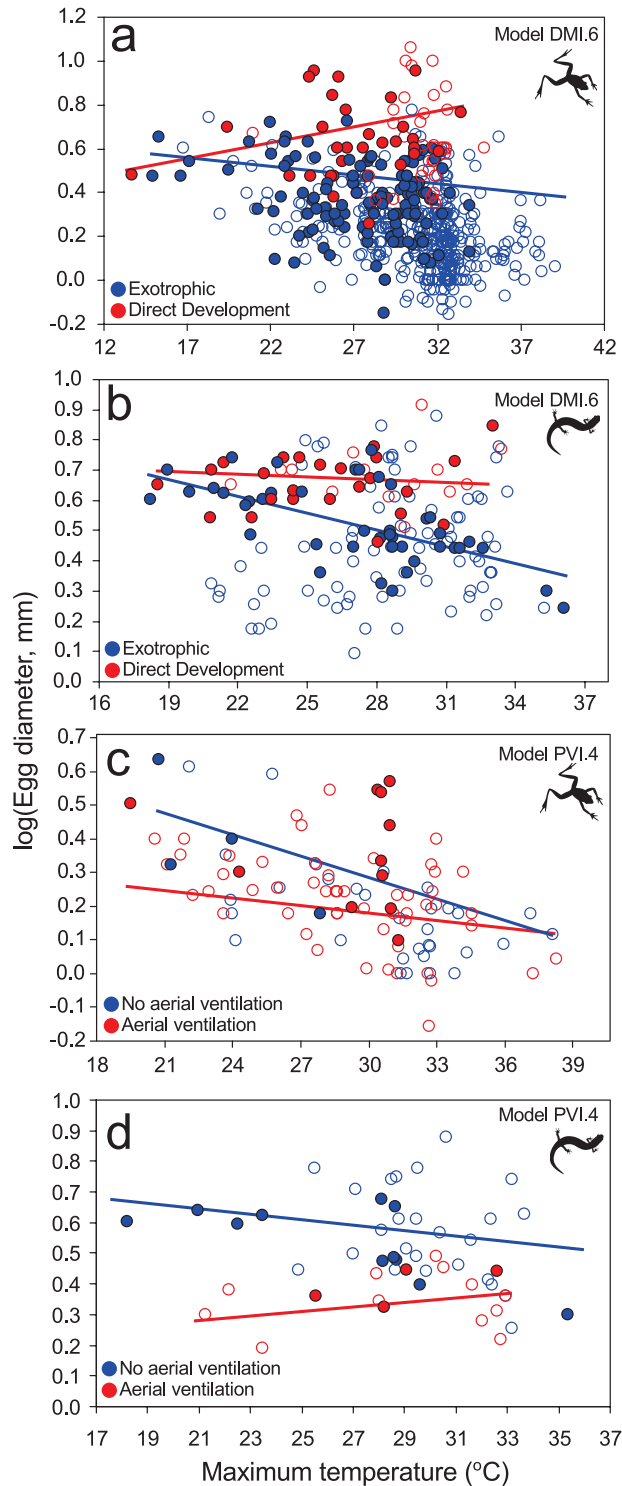 a
Model DMI.6
1.2
1.0
0.8
0.6
0.4
0.2
0.0
-0.2
Exotrophic
Direct Development
12 17 22 27 32 37 42
b
Model DMI.6
1.0
0.9
0.8
0.7
0.6
0.5
0.4
0.3
0.2
0.1
0.0
Exotrophic
Direct Development
16 19 22 25 28 31 34 37
log(Egg diameter, mm)
c
Model PVI.4
0.7
0.6
0.5
0.4
0.3
0.2
0.1
0.0
-0.1
-0.2
No aerial ventilation
Aerial ventilation
18 21 24 27 30 33 36 39
d
Model PVI.4
1.0
0.9
0.8
0.7
0.6
0.5
0.4
0.3
0.2
0.1
0.0
No aerial ventilation
Aerial ventilation
17 19 21 23 25 27 29 31 33 35 37
Maximum temperature (°C)